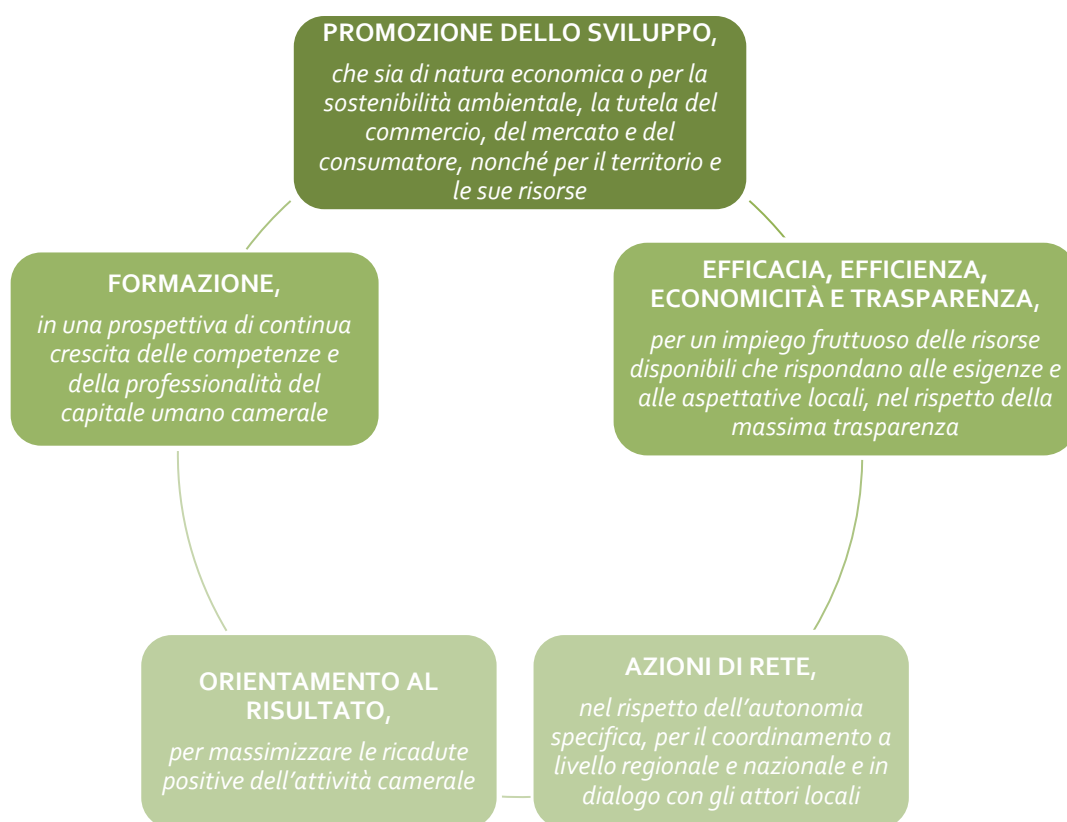 PROMOZIONE DELLO SVILUPPO,
che sia di natura economica o per la
sostenibilità ambientale, la tutela del
commercio, del mercato e del
consumatore, nonché per il territorio e
le sue risorse
EFFICACIA, EFFICIENZA,
ECONOMICITÀ E TRASPARENZA,
per un impiego fruttuoso delle risorse
disponibili che rispondano alle esigenze e
alle aspettative locali, nel rispetto della
massima trasparenza
AZIONI DI RETE,
nel rispetto dell’autonomia
specifica, per il coordinamento a
livello regionale e nazionale e in
dialogo con gli attori locali
ORIENTAMENTO AL
RISULTATO,
per massimizzare le ricadute
positive dell’attività camerale
FORMAZIONE,
in una prospettiva di continua
crescita delle competenze e
della professionalità del
capitale umano camerale